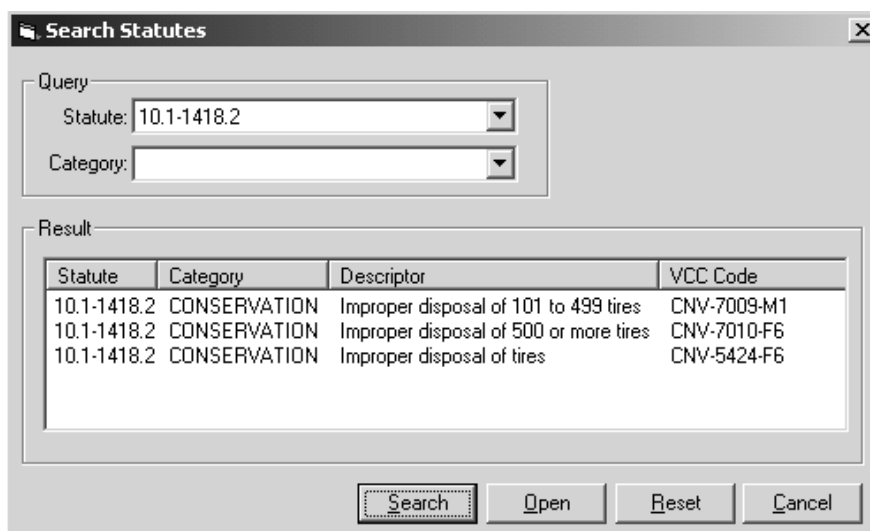 Search Statutes
Query
Statute: 10.1-1418.2
Category:
Result
Statute Category Descriptor VCC Code
10.1-1418.2 CONSERVATION Improper disposal of 101 to 499 tires CNV-7009-M1
10.1-1418.2 CONSERVATION Improper disposal of 500 or more tires CNV-7010-F6
10.1-1418.2 CONSERVATION Improper disposal of tires CNV-5424-F6
Search Open Reset Cancel